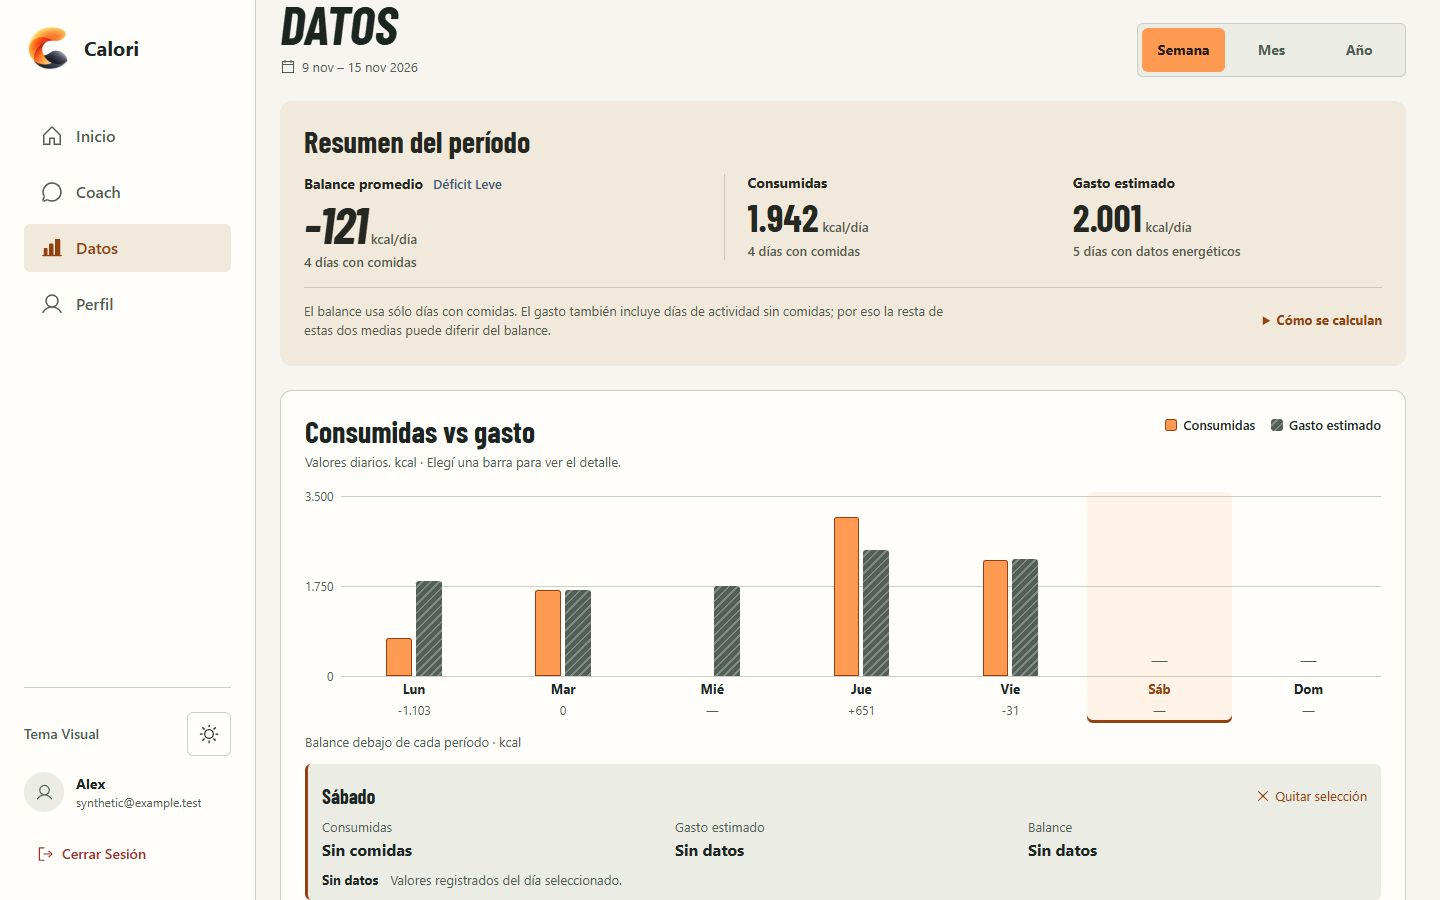 Calori
Inicio
Coach
Datos
Perfil
Tema Visual
Alex
synthetic@example.test
Cerrar Sesión
DATOS
9 nov – 15 nov 2026
Semana Mes Año
Resumen del período
Balance promedio Déficit Leve
-121 kcal/día
4 días con comidas
Consumidas
1.942 kcal/día
4 días con comidas
Gasto estimado
2.001 kcal/día
5 días con datos energéticos
El balance usa sólo días con comidas. El gasto también incluye días de actividad sin comidas; por eso la resta de
estas dos medias puede diferir del balance.
Cómo se calculan
Consumidas vs gasto
Consumidas Gasto estimado
Valores diarios. kcal · Elegí una barra para ver el detalle.
3.500
1.750
0
— —
Lun Mar Mié Jue Vie Sáb Dom
-1.103 0 — +651 -31 — —
Balance debajo de cada período · kcal
Sábado
Quitar selección
Consumidas Gasto estimado Balance
Sin comidas Sin datos Sin datos
Sin datos Valores registrados del día seleccionado.